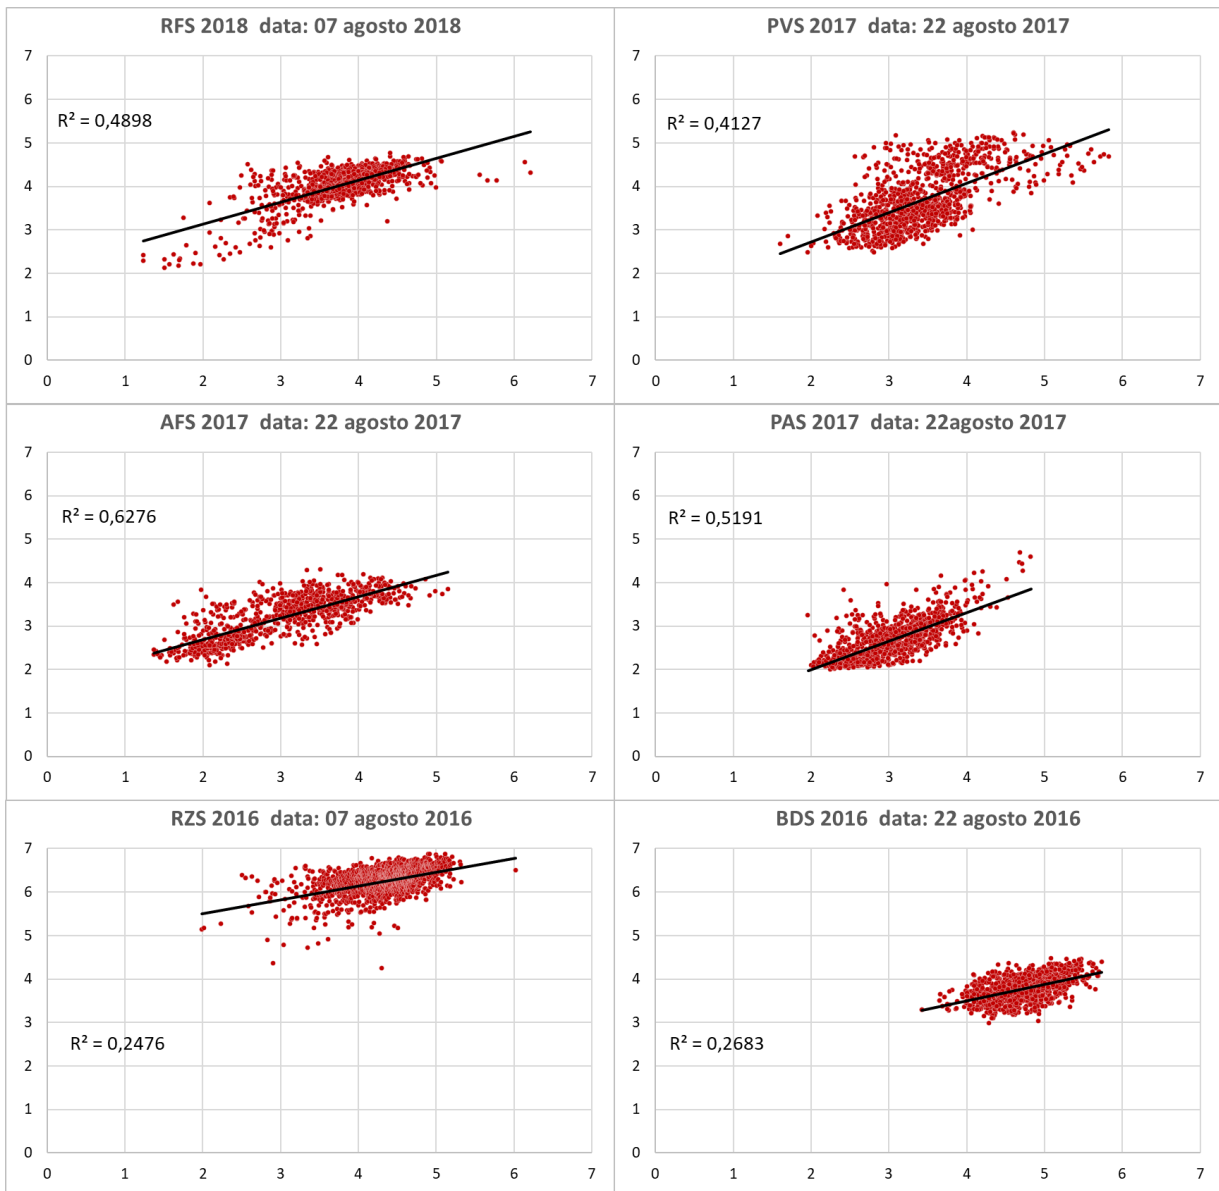 RFS 2018 data: 07 agosto 2018
7
6
5
4
3
2
1
0
R² = 0,4898
0 1 2 3 4 5 6 7
PVS 2017 data: 22 agosto 2017
7
6
5
4
3
2
1
0
R² = 0,4127
0 1 2 3 4 5 6 7
AFS 2017 data: 22 agosto 2017
7
6
5
4
3
2
1
0
R² = 0,6276
0 1 2 3 4 5 6 7
PAS 2017 data: 22agosto 2017
7
6
5
4
3
2
1
0
R² = 0,5191
0 1 2 3 4 5 6 7
RZS 2016 data: 07 agosto 2016
7
6
5
4
3
2
1
0
R² = 0,2476
0 1 2 3 4 5 6 7
BDS 2016 data: 22 agosto 2016
7
6
5
4
3
2
1
0
R² = 0,2683
0 1 2 3 4 5 6 7